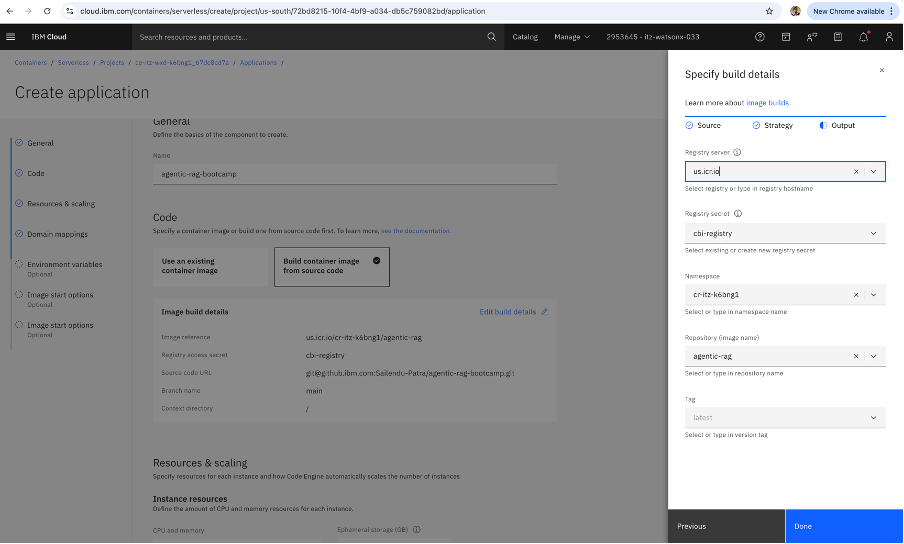 cloud.ibm.com/containers/serverless/create/project/us-south/72bd8215-10f4-4bf9-a034-db5c759082bd/application
New Chrome available
IBM Cloud
Search resources and products...
Catalog
Manage
2953645 - itz-watsonx-033
Containers / Serverless / Projects / ce-itz-wxd-k6bng1_67dc8cd7a / Applications /
Create application
General
Code
Resources & scaling
Domain mappings
Environment variables
Optional
Image start options
Optional
Image start options
Optional
General
Define the basics of the component to create.
Name
agentic-rag-bootcamp
Code
Specify a container image or build one from source code first. To learn more, see the documentation.
Use an existing
container image
Build container image
from source code
Image build details
Edit build details
Image reference
us.icr.io/cr-itz-k6bng1/agentic-rag
Registry access secret
cbi-registry
Source code URL
git@github.ibm.com:Sailendu-Patra/agentic-rag-bootcamp.git
Branch name
main
Context directory
/
Resources & scaling
Specify resources for each instance and how Code Engine automatically scales the number of instances
Instance resources
Define the amount of CPU and memory resources for each instance.
CPU and memory
Ephemeral storage (GB)
Specify build details
Learn more about image builds.
Source
Strategy
Output
Registry server
us.icr.io
Select registry or type in registry hostname
Registry secret
cbi-registry
Select existing or create new registry secret
Namespace
cr-itz-k6bng1
Select or type in namespace name
Repository (image name)
agentic-rag
Select or type in repository name
Tag
latest
Select or type in version tag
Previous
Done